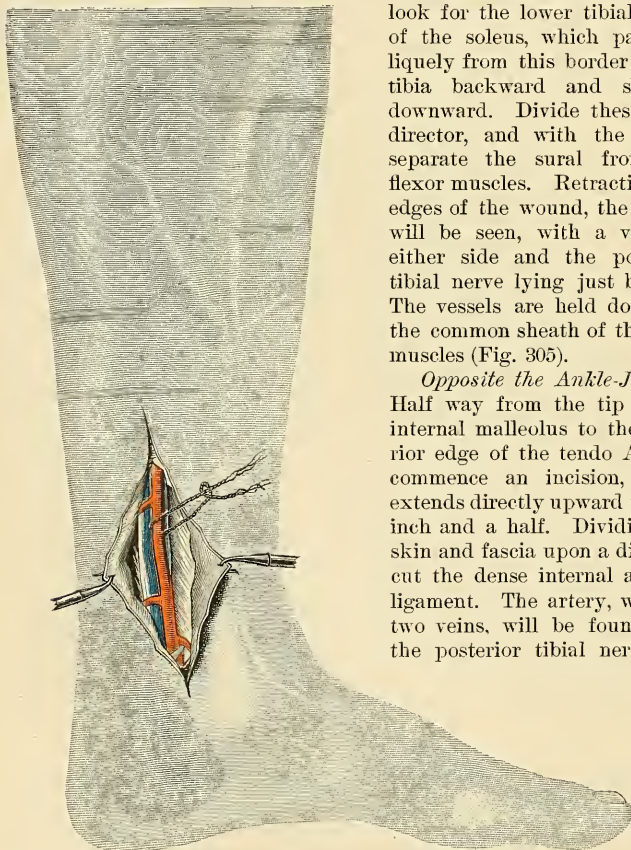 look for the lower tibial
of the soleus, which pa
liquely from this border
tibia backward and s
downward. Divide thes
director, and with the
separate the sural fro
flexor muscles. Retracti
edges of the wound, the
will be seen, with a v
either side and the po
tibial nerve lying just b
The vessels are held do
the common sheath of th
muscles (Fig. 305).
Opposite the Ankle-J
Half way from the tip
internal malleolus to the
rior edge of the tendo A
commence an incision,
extends directly upward
inch and a half. Dividi
skin and fascia upon a di
cut the dense internal a
ligament. The artery, w
two veins, will be foun
the posterior tibial ner